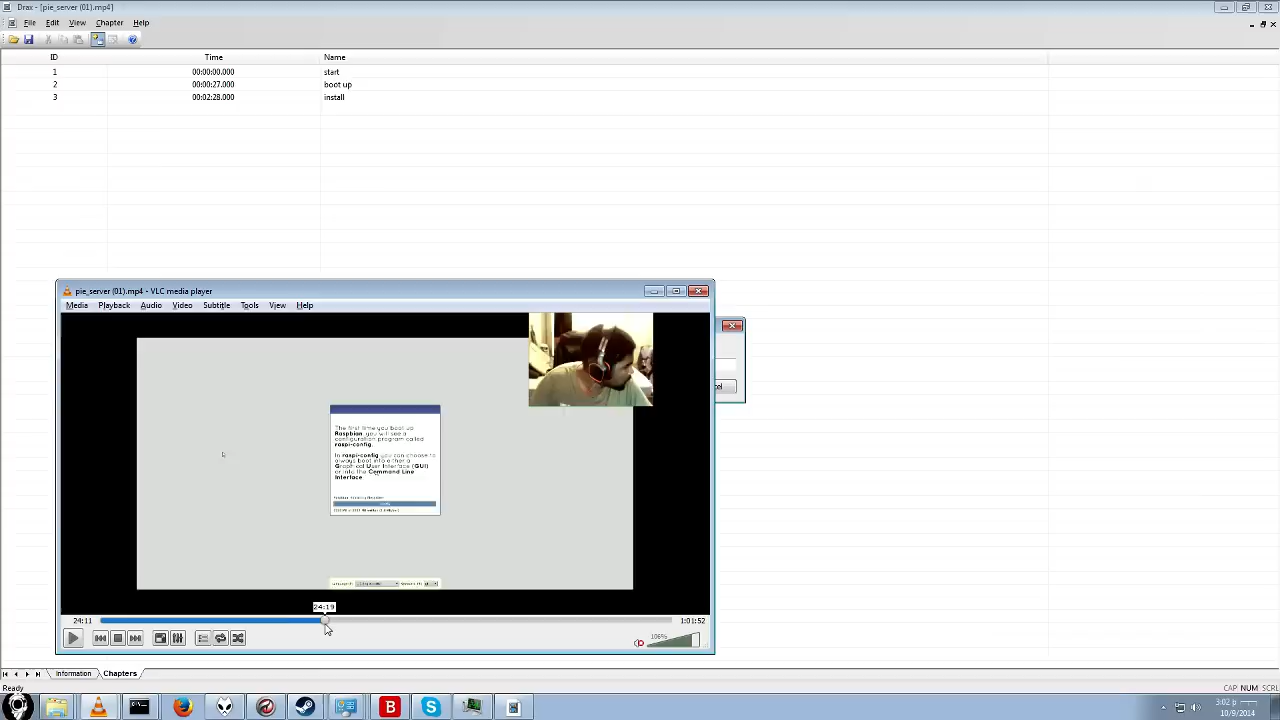 Drax - [pie_server (01).mp4]
File Edit View Chapter Help
ID Time Name
1 00:00:00.000 start
2 00:00:27.000 boot up
3 00:02:28.000 install
pie_server (01).mp4 - VLC media player
Media Playback Audio Video Subtitle Tools View Help
The first time you boot up
Raspbian you will see a
configuration program called
raspi-config.
In raspi-config you can choose to
always boot into either a
Graphical User Interface (GUI)
or into the Command Line
Interface
24:19
24:11 1:01:52
106%
Information Chapters
Ready CAP NUM SCRL
3:02 p
10/9/2014